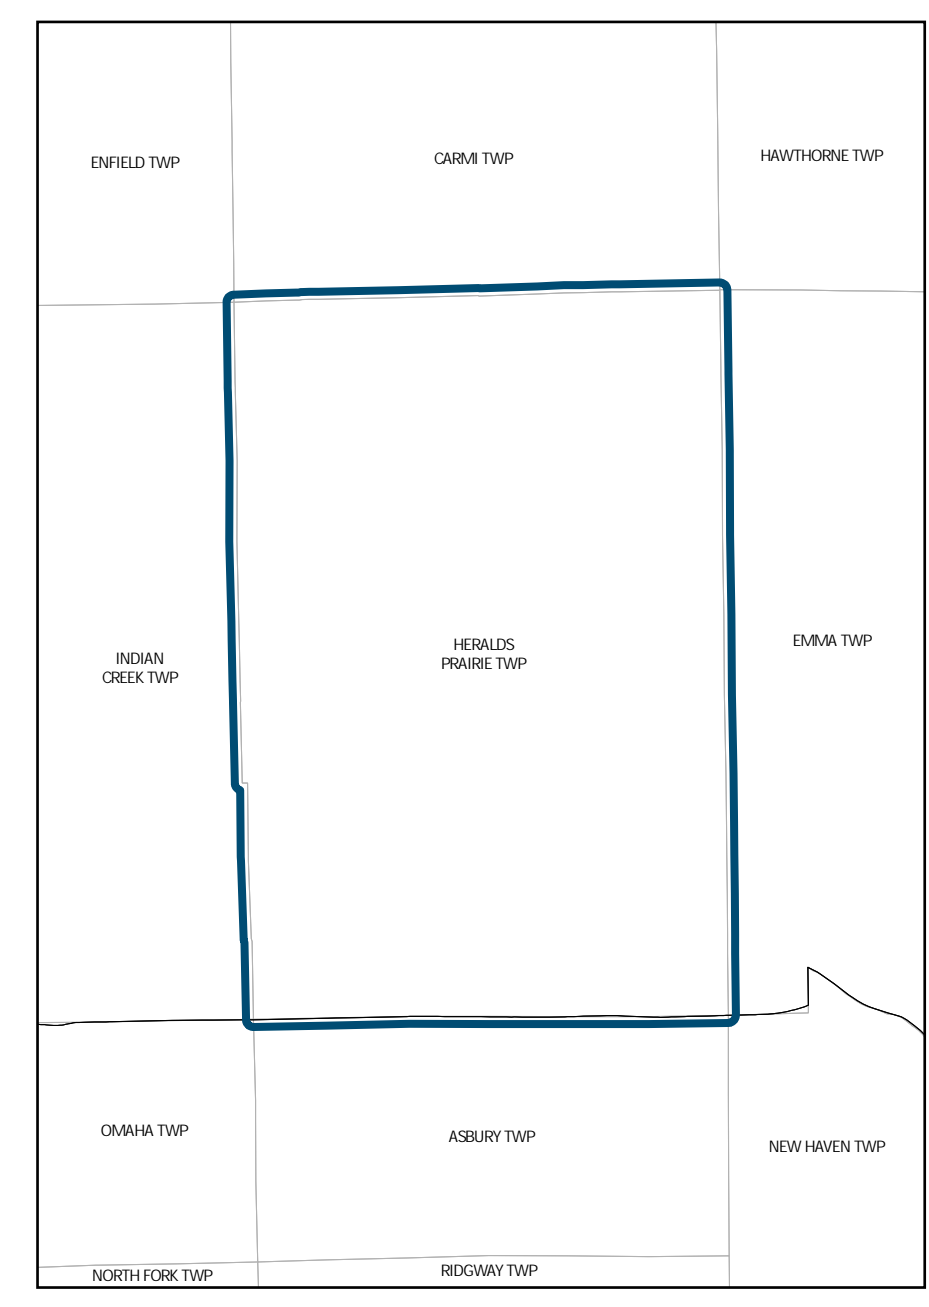 ENFIELD TWP
CARMI TWP
HAWTHORNE TWP
INDIAN
CREEK TWP
HERALDS
PRAIRIE TWP
EMMA TWP
OMAHA TWP
ASBURY TWP
NEW HAVEN TWP
NORTH FORK TWP
RIDGWAY TWP